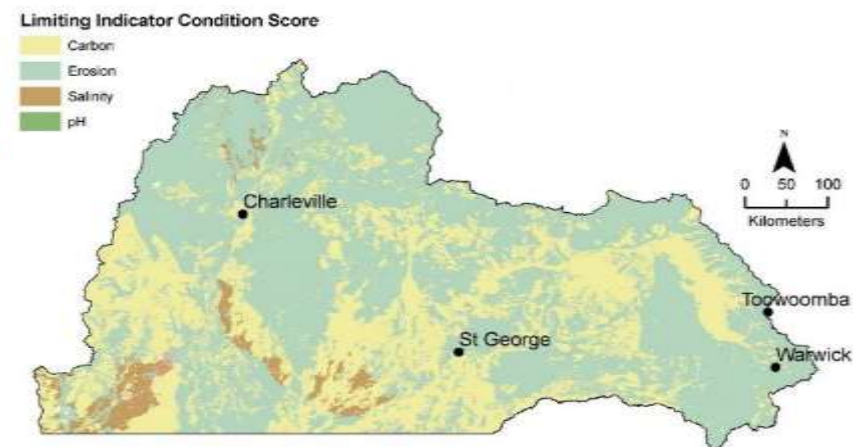 Limiting Indicator Condition Score
Carbon
Erosion
Salinity
pH
N
0 50 100
Kilometers
Charleville
Toowoomba
St George
Warwick